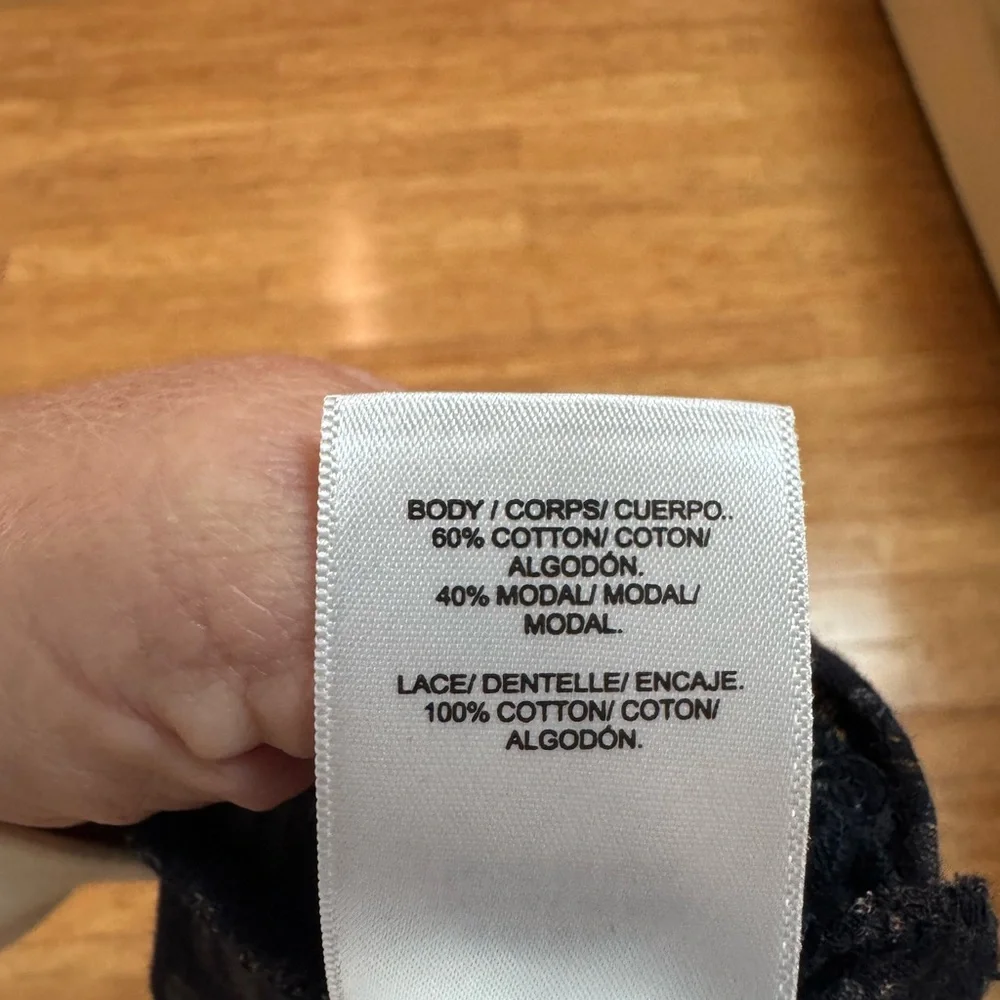 BODY / CORPS/ CUERPO..
60% COTTON/ COTON/
ALGODÓN.
40% MODAL/ MODAL/
MODAL.
LACE/ DENTELLE/ ENCAJE.
100% COTTON/ COTON/
ALGODÓN.